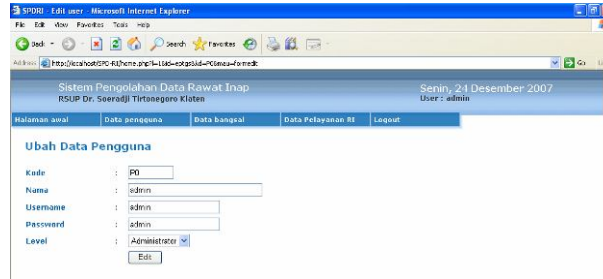 SPDRI - Edit user - Microsoft Internet Explorer
File Edit View Favorites Tools Help
Back Search Favorites
Address Go
Sistem Pengolahan Data Rawat Inap
RSUP Dr. Soeradji Tirtonegoro Klaten
Senin, 24 Desember 2007
User : admin
Halaman awal Data pengguna Data bangsal Data Pelayanan RI Logout
Ubah Data Pengguna
Kode : P0
Nama : admin
Username : admin
Password : admin
Level : Administrator
Edit